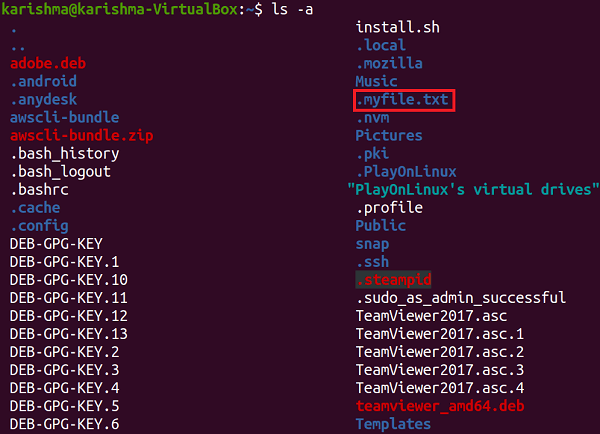 karishma@karishma-VirtualBox:~$ ls -a
.
..
adobe.deb
.android
.anydesk
awscli-bundle
awscli-bundle.zip
.bash_history
.bash_logout
.bashrc
.cache
.config
DEB-GPG-KEY
DEB-GPG-KEY.1
DEB-GPG-KEY.10
DEB-GPG-KEY.11
DEB-GPG-KEY.12
DEB-GPG-KEY.13
DEB-GPG-KEY.2
DEB-GPG-KEY.3
DEB-GPG-KEY.4
DEB-GPG-KEY.5
DEB-GPG-KEY.6
install.sh
.local
.mozilla
Music
.myfile.txt
.nvm
Pictures
.pki
.PlayOnLinux
"PlayOnLinux's virtual drives"
.profile
Public
snap
.ssh
.steampid
.sudo_as_admin_successful
TeamViewer2017.asc
TeamViewer2017.asc.1
TeamViewer2017.asc.2
TeamViewer2017.asc.3
TeamViewer2017.asc.4
teamviewer_amd64.deb
Templates